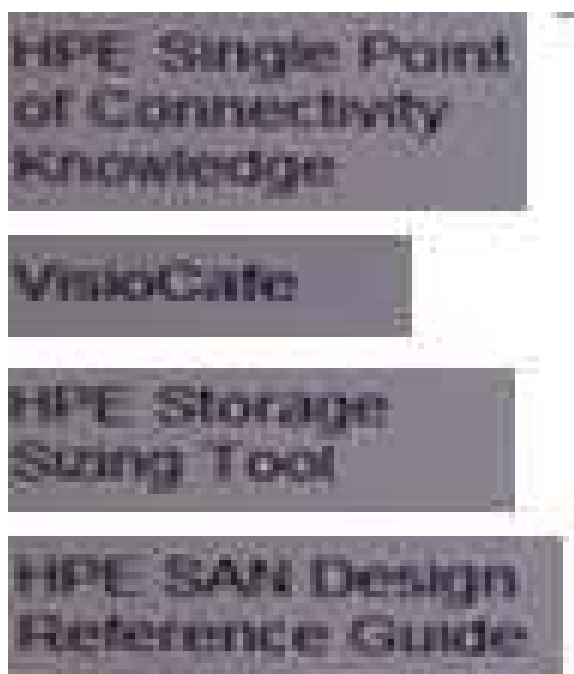 HPE Single Point
of Connectivity
Knowledge
VisioCafe
HPE Storage
Sizing Tool
HPE SAN Design
Reference Guide